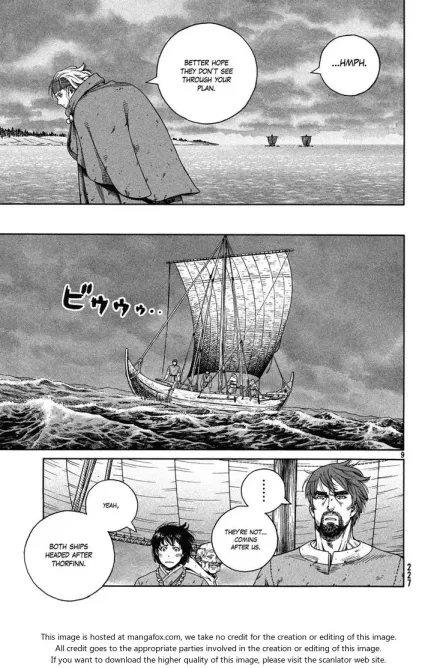 ...HMPH.
BETTER HOPE
THEY DON'T SEE
THROUGH YOUR
PLAN.
ビゥゥゥ..
9
......
THEY'RE NOT...
COMING
AFTER US.
YEAH,
BOTH SHIPS
HEADED AFTER
THORFINN.
227
This image is hosted at mangafox.com, we take no credit for the creation or editing of this image.
All credit goes to the appropriate parties involved in the creation or editing of this image.
If you want to download the higher quality of this image, please visit the scanlator web site.